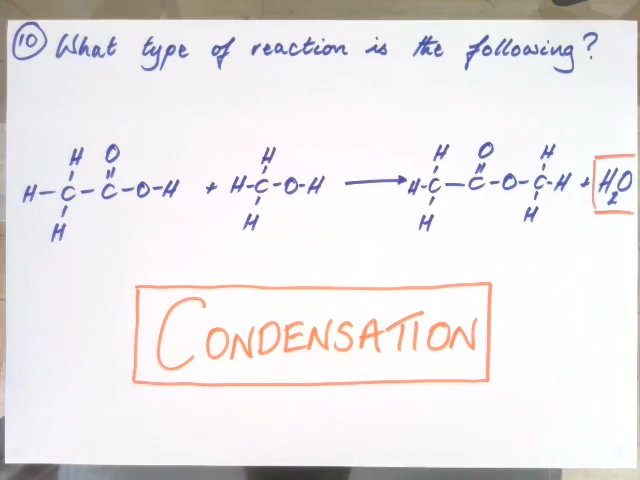 10 What type of reaction is the following?
H O H H O H
H-C-C-O-H + H-C-O-H → H-C-C-O-C-H + H2O
H H H H
CONDENSATION